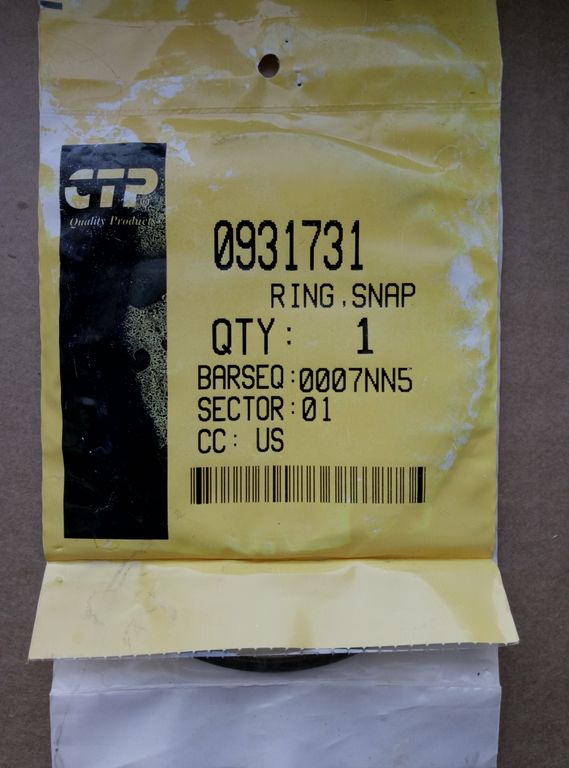 CTP®
Quality Products
0931731
RING,SNAP
QTY: 1
BARSEQ:0007NN5
SECTOR:01
CC: US